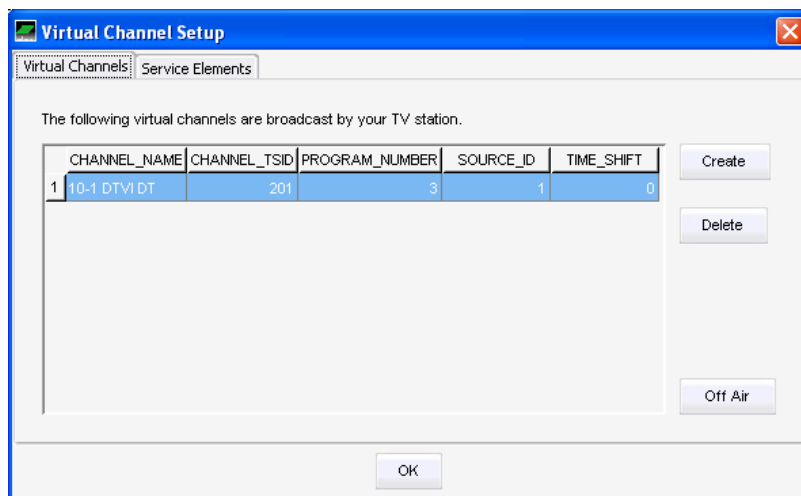 Virtual Channel Setup
Virtual Channels Service Elements
The following virtual channels are broadcast by your TV station.
CHANNEL_NAME CHANNEL_TSID PROGRAM_NUMBER SOURCE_ID TIME_SHIFT
1 10-1 DTVI DT 201 3 1 0
Create
Delete
Off Air
OK